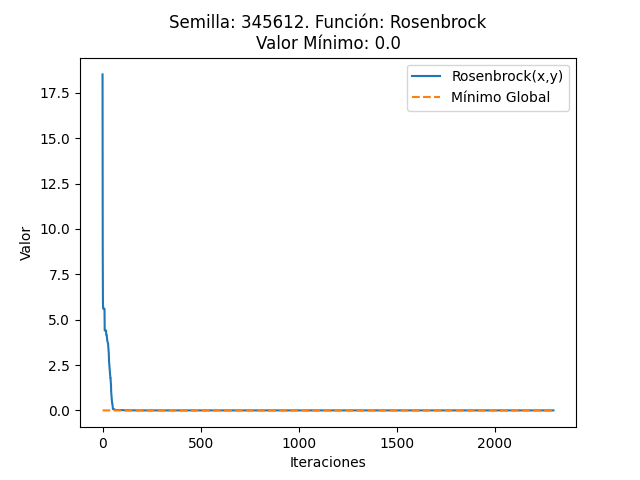 Semilla: 345612. Función: Rosenbrock
Valor Mínimo: 0.0
Rosenbrock(x,y)
Mínimo Global
17.5
15.0
12.5
10.0
7.5
5.0
2.5
0.0
Valor
0 500 1000 1500 2000
Iteraciones